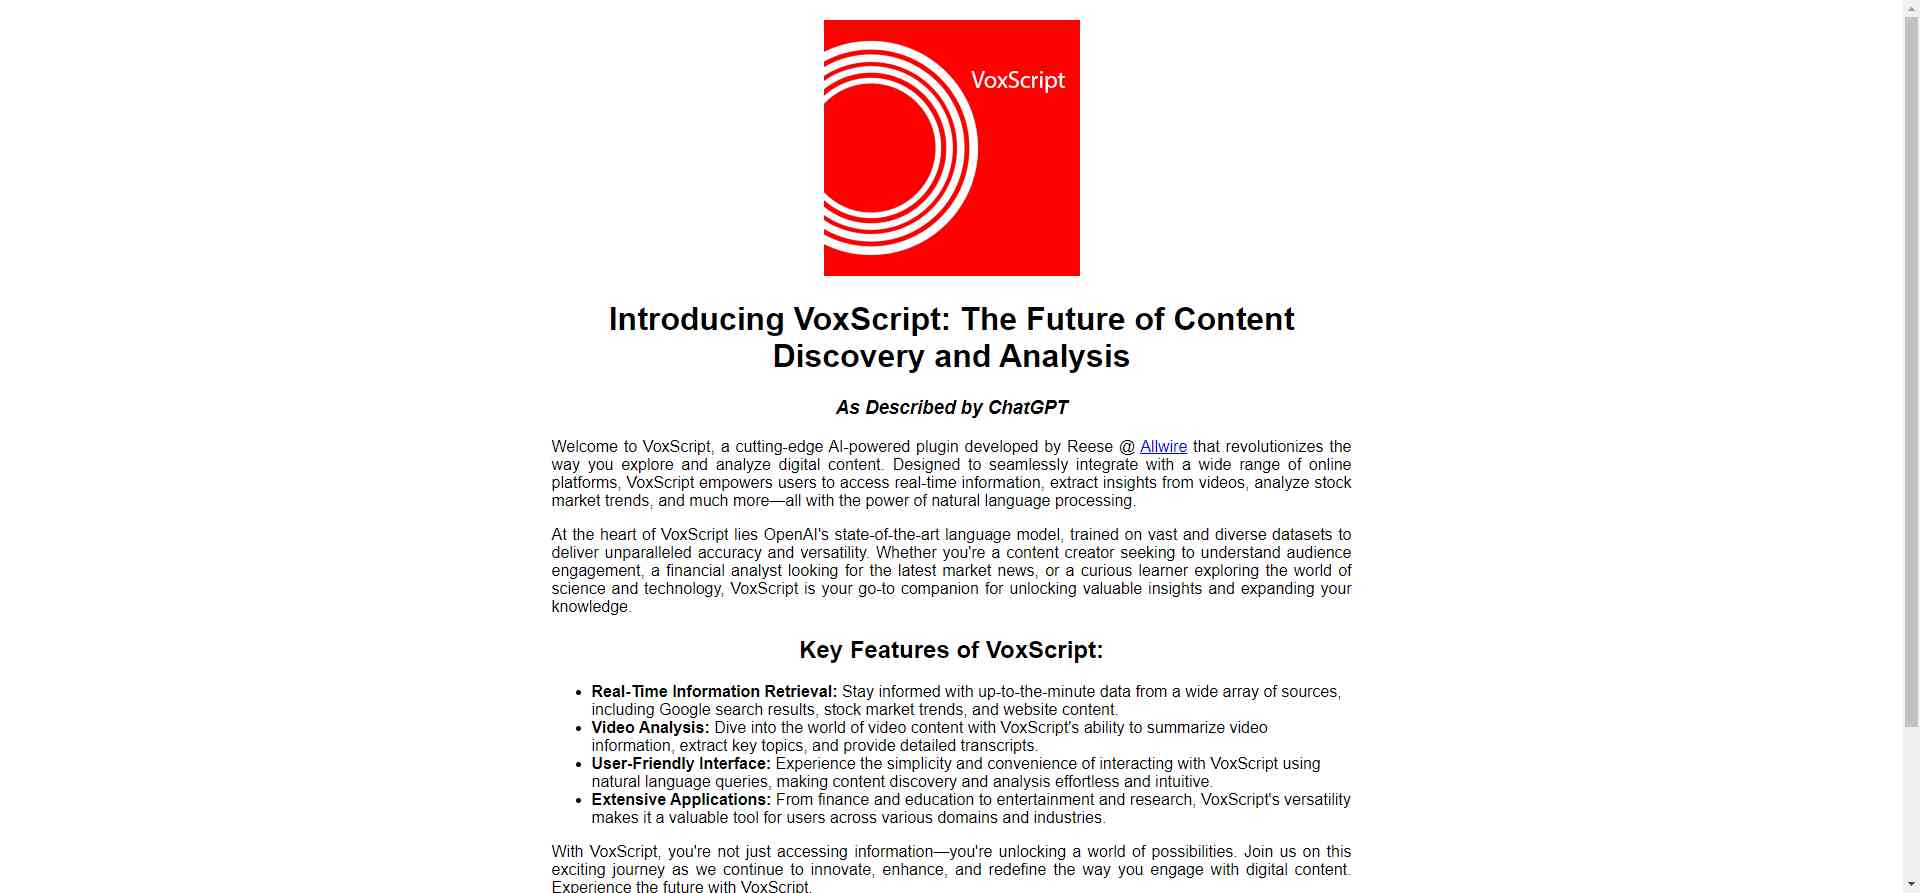 VoxScript
Introducing VoxScript: The Future of Content
Discovery and Analysis
As Described by ChatGPT
Welcome to VoxScript, a cutting-edge AI-powered plugin developed by Reese @ Allwire that revolutionizes the
way you explore and analyze digital content. Designed to seamlessly integrate with a wide range of online
platforms, VoxScript empowers users to access real-time information, extract insights from videos, analyze stock
market trends, and much more—all with the power of natural language processing.
At the heart of VoxScript lies OpenAI's state-of-the-art language model, trained on vast and diverse datasets to
deliver unparalleled accuracy and versatility. Whether you're a content creator seeking to understand audience
engagement, a financial analyst looking for the latest market news, or a curious learner exploring the world of
science and technology, VoxScript is your go-to companion for unlocking valuable insights and expanding your
knowledge.
Key Features of VoxScript:
• Real-Time Information Retrieval: Stay informed with up-to-the-minute data from a wide array of sources,
including Google search results, stock market trends, and website content.
• Video Analysis: Dive into the world of video content with VoxScript's ability to summarize video
information, extract key topics, and provide detailed transcripts.
• User-Friendly Interface: Experience the simplicity and convenience of interacting with VoxScript using
natural language queries, making content discovery and analysis effortless and intuitive.
• Extensive Applications: From finance and education to entertainment and research, VoxScript's versatility
makes it a valuable tool for users across various domains and industries.
With VoxScript, you're not just accessing information—you're unlocking a world of possibilities. Join us on this
exciting journey as we continue to innovate, enhance, and redefine the way you engage with digital content.
Experience the future with VoxScript.